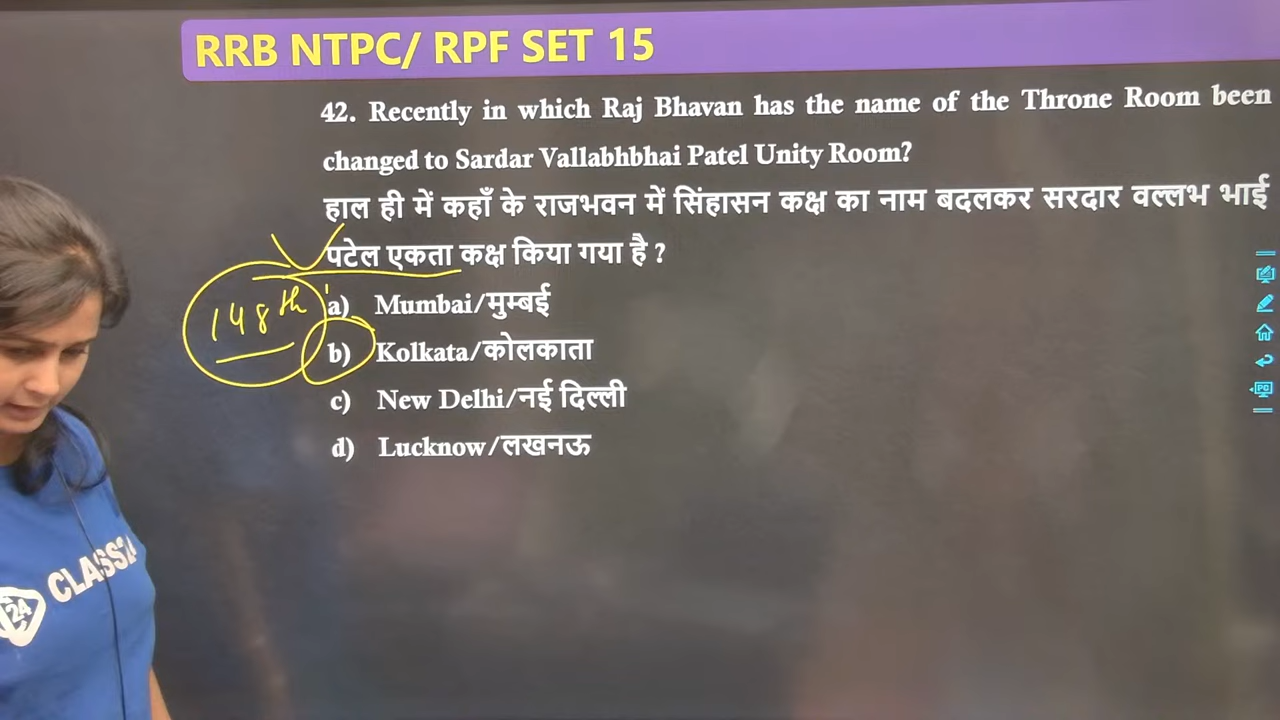 RRB NTPC/ RPF SET 15
42. Recently in which Raj Bhavan has the name of the Throne Room been
changed to Sardar Vallabhbhai Patel Unity Room?
हाल ही में कहाँ के राजभवन में सिंहासन कक्ष का नाम बदलकर सरदार वल्लभ भाई
पटेल एकता कक्ष किया गया है ?
148th
a) Mumbai/मुम्बई
b) Kolkata/कोलकाता
c) New Delhi/नई दिल्ली
d) Lucknow/लखनऊ
CLASS24
24